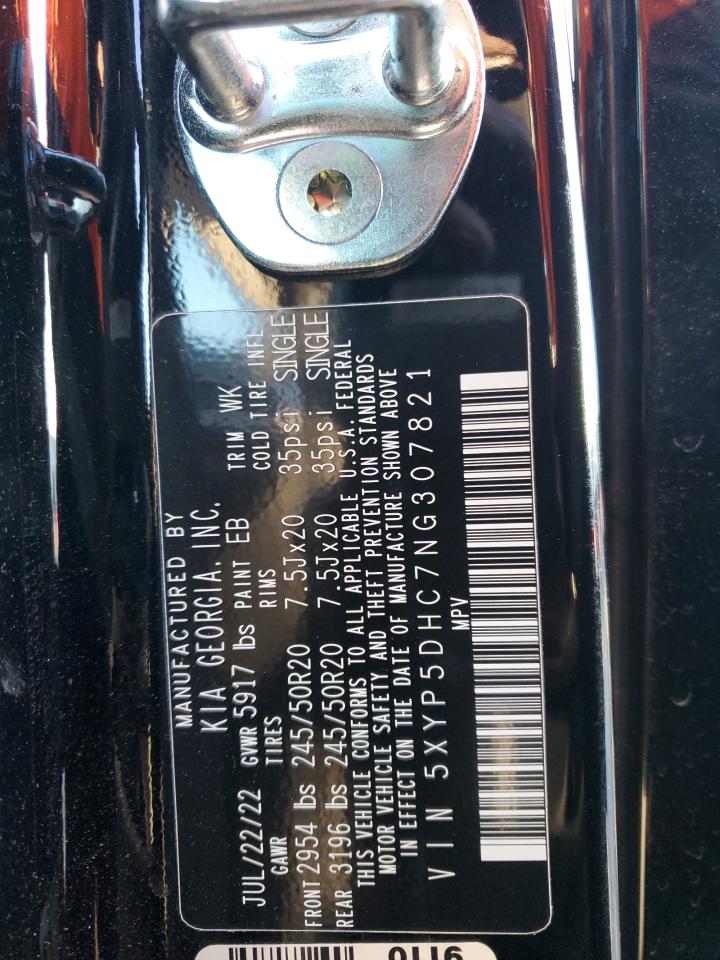 MANUFACTURED BY
KIA GEORGIA, INC.
JUL/22/22 GVWR 5917 lbs PAINT EB TRIM WK
GAWR TIRES RIMS COLD TIRE INFL
FRONT 2954 lbs 245/50R20 7.5Jx20 35psi SINGLE
REAR 3196 lbs 245/50R20 7.5Jx20 35psi SINGLE
THIS VEHICLE CONFORMS TO ALL APPLICABLE U.S.A. FEDERAL
MOTOR VEHICLE SAFETY AND THEFT PREVENTION STANDARDS
IN EFFECT ON THE DATE OF MANUFACTURE SHOWN ABOVE
VIN 5XYP5DHC7NG307821
MPV